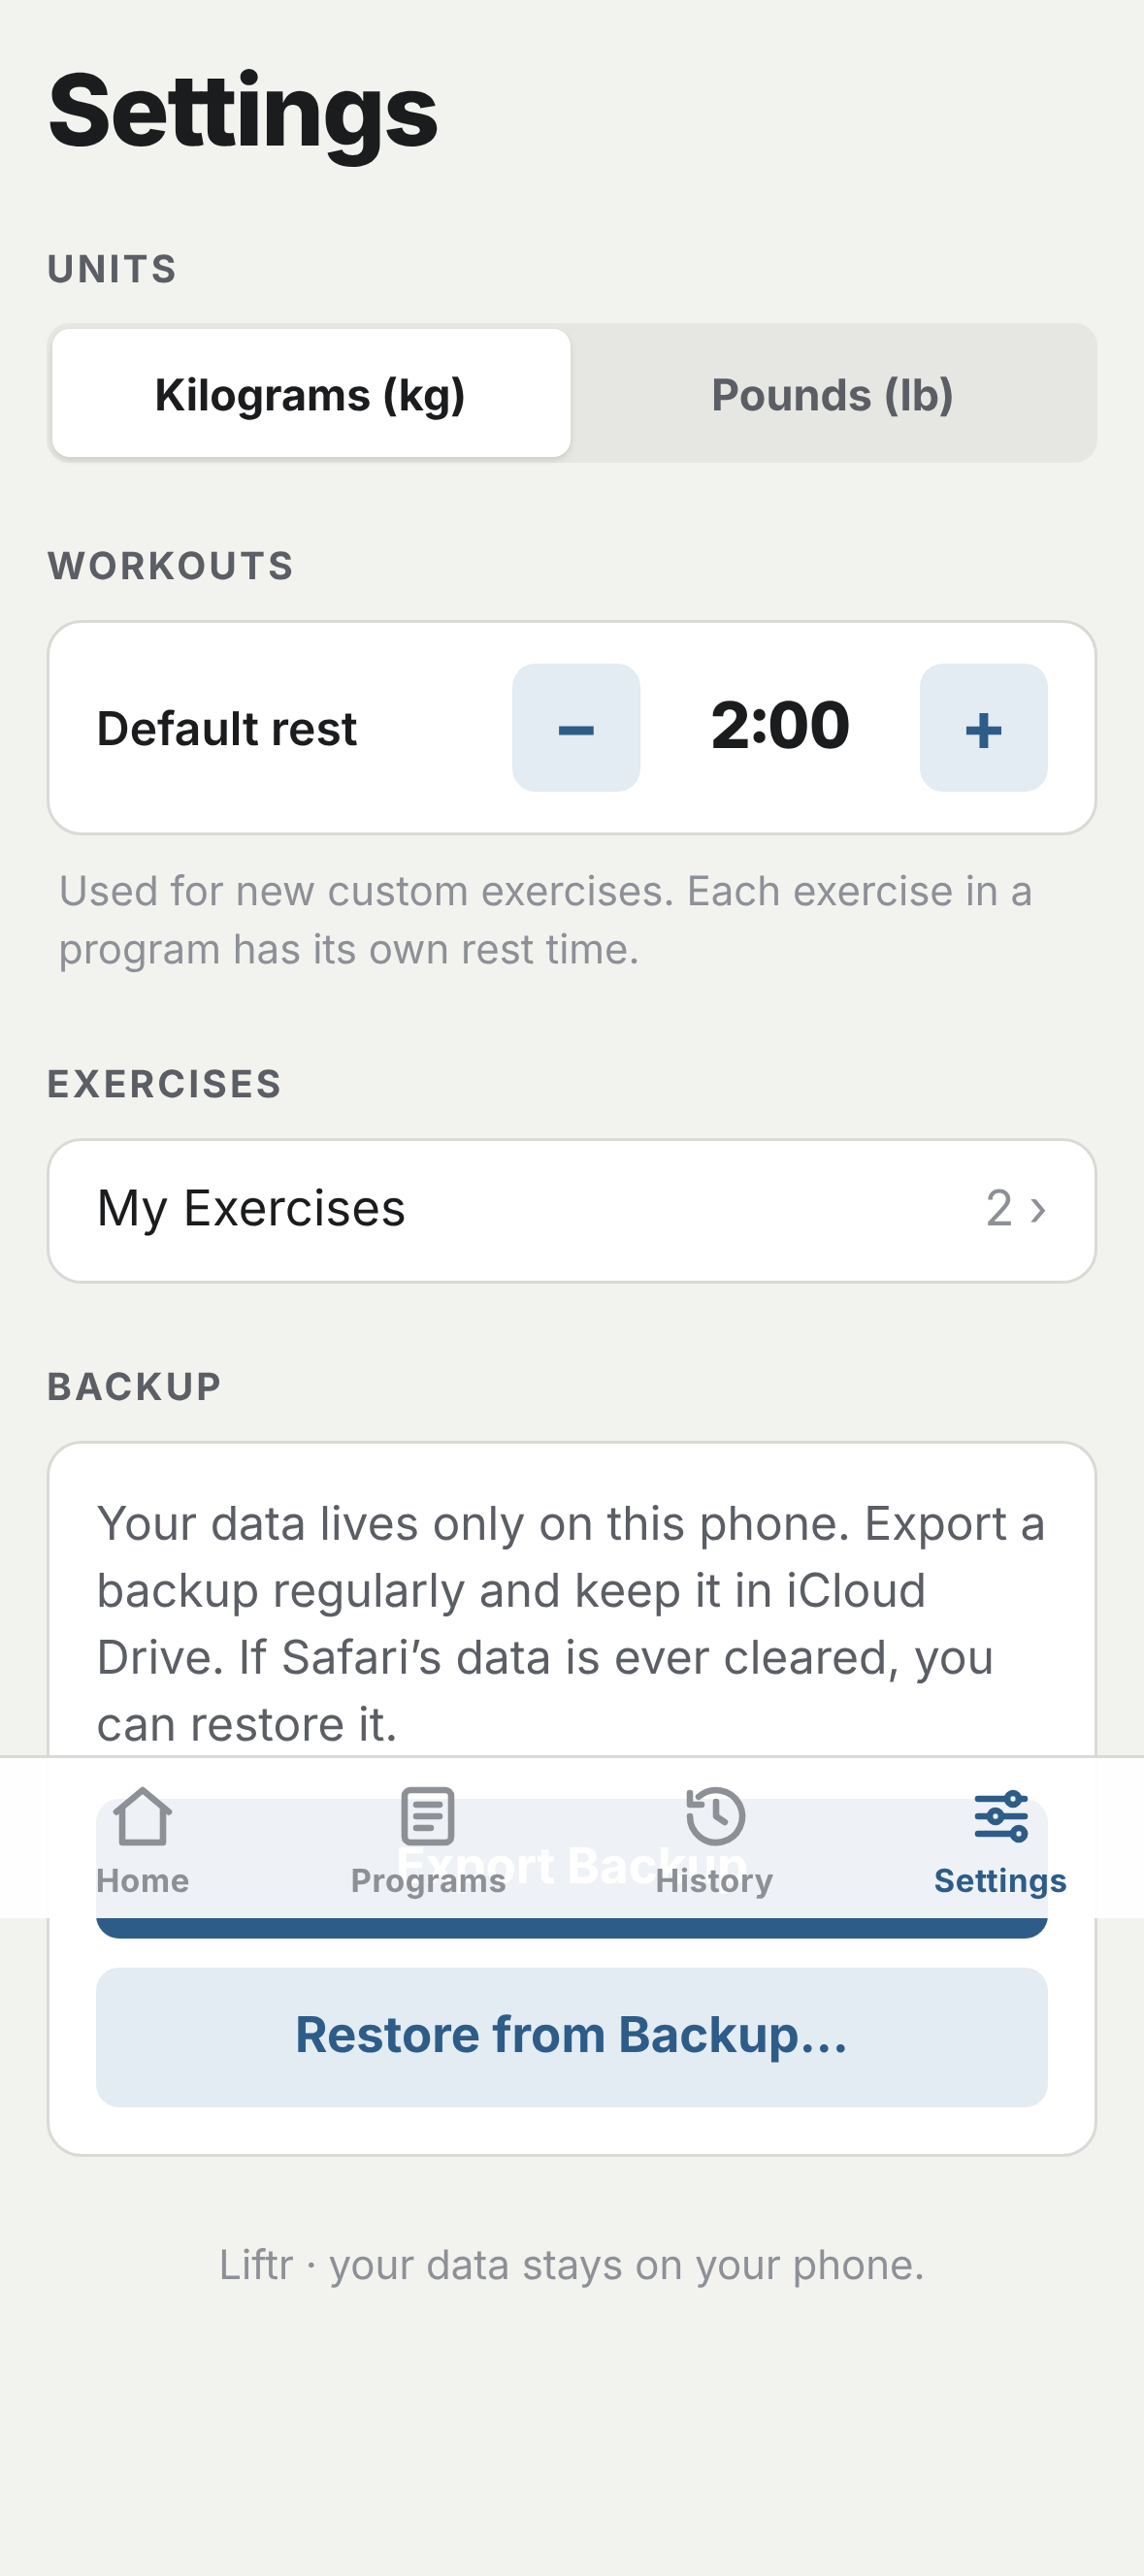 Settings
UNITS
Kilograms (kg)
Pounds (lb)
WORKOUTS
Default rest
−
2:00
+
Used for new custom exercises. Each exercise in a
program has its own rest time.
EXERCISES
My Exercises
2 ›
BACKUP
Your data lives only on this phone. Export a
backup regularly and keep it in iCloud
Drive. If Safari’s data is ever cleared, you
can restore it.
Export Backup
Home
Programs
History
Settings
Restore from Backup…
Liftr · your data stays on your phone.